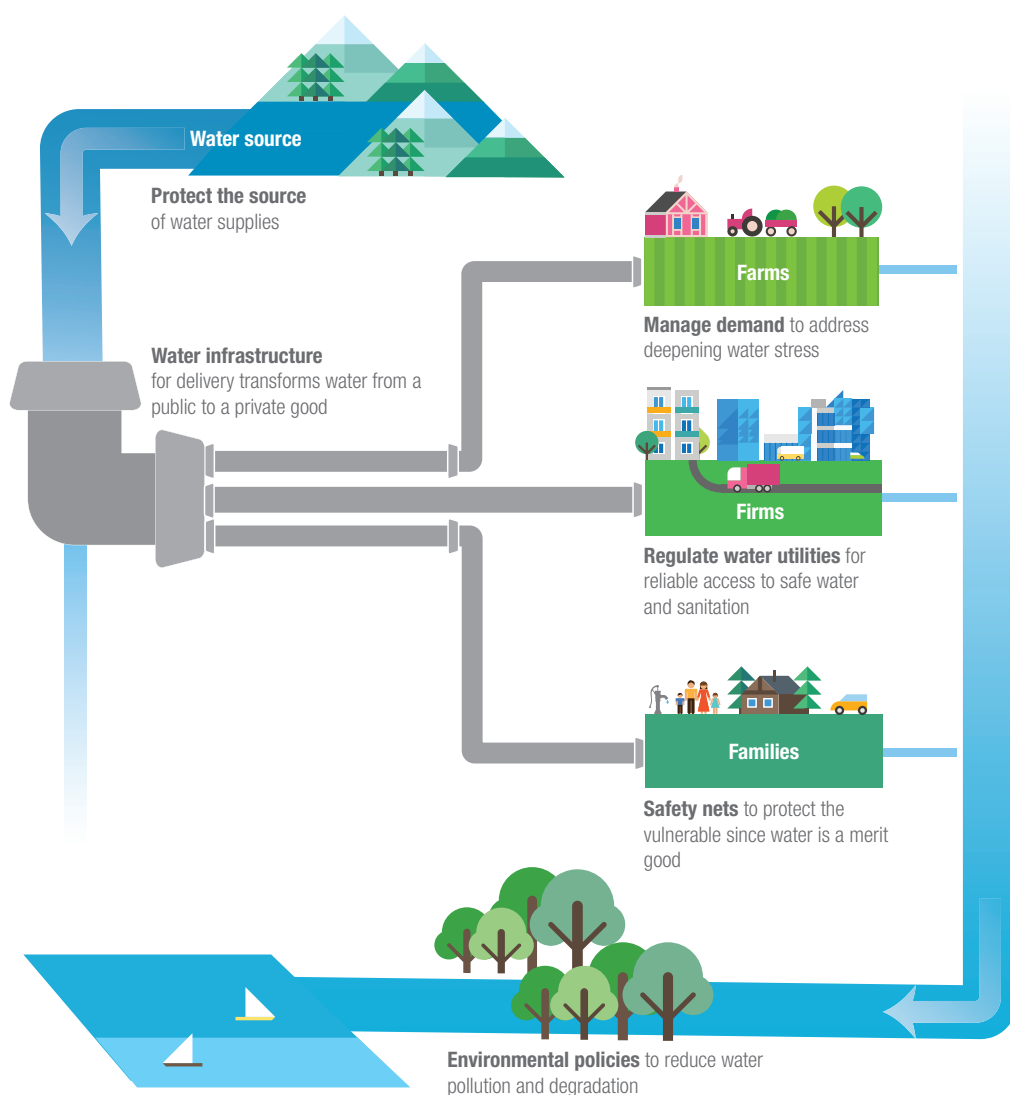 Water source
Protect the source
of water supplies
Farms
Manage demand to address
deepening water stress
Water infrastructure
for delivery transforms water from a
public to a private good
Firms
Regulate water utilities for
reliable access to safe water
and sanitation
Families
Safety nets to protect the
vulnerable since water is a merit
good
Environmental policies to reduce water
pollution and degradation